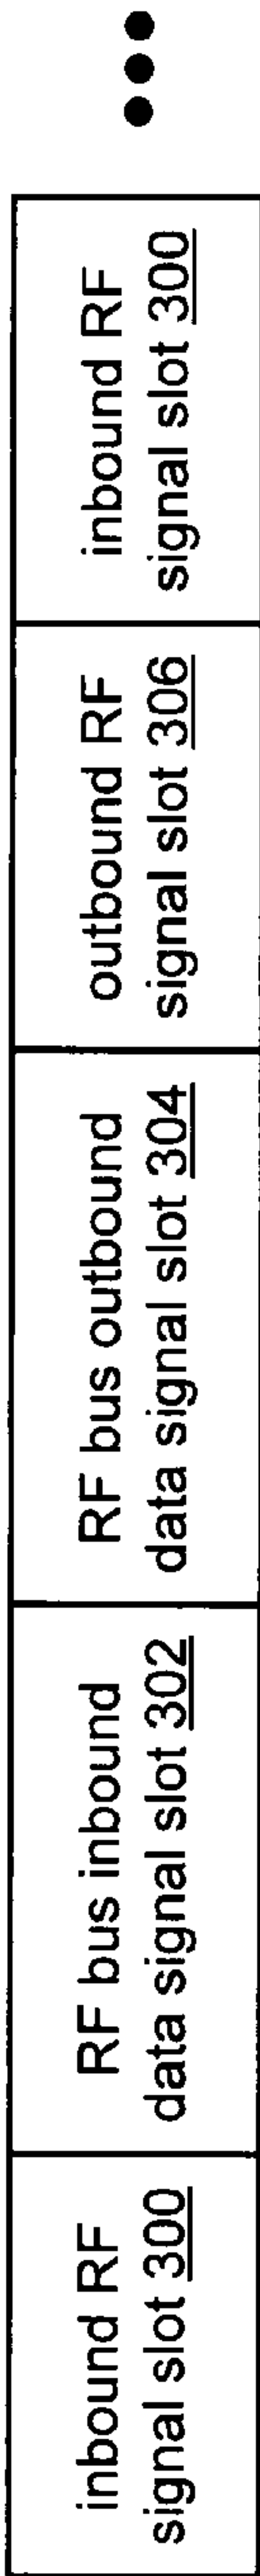 inbound RF
signal slot 300
RF bus inbound
data signal slot 302
RF bus outbound
data signal slot 304
outbound RF
signal slot 306
inbound RF
signal slot 300